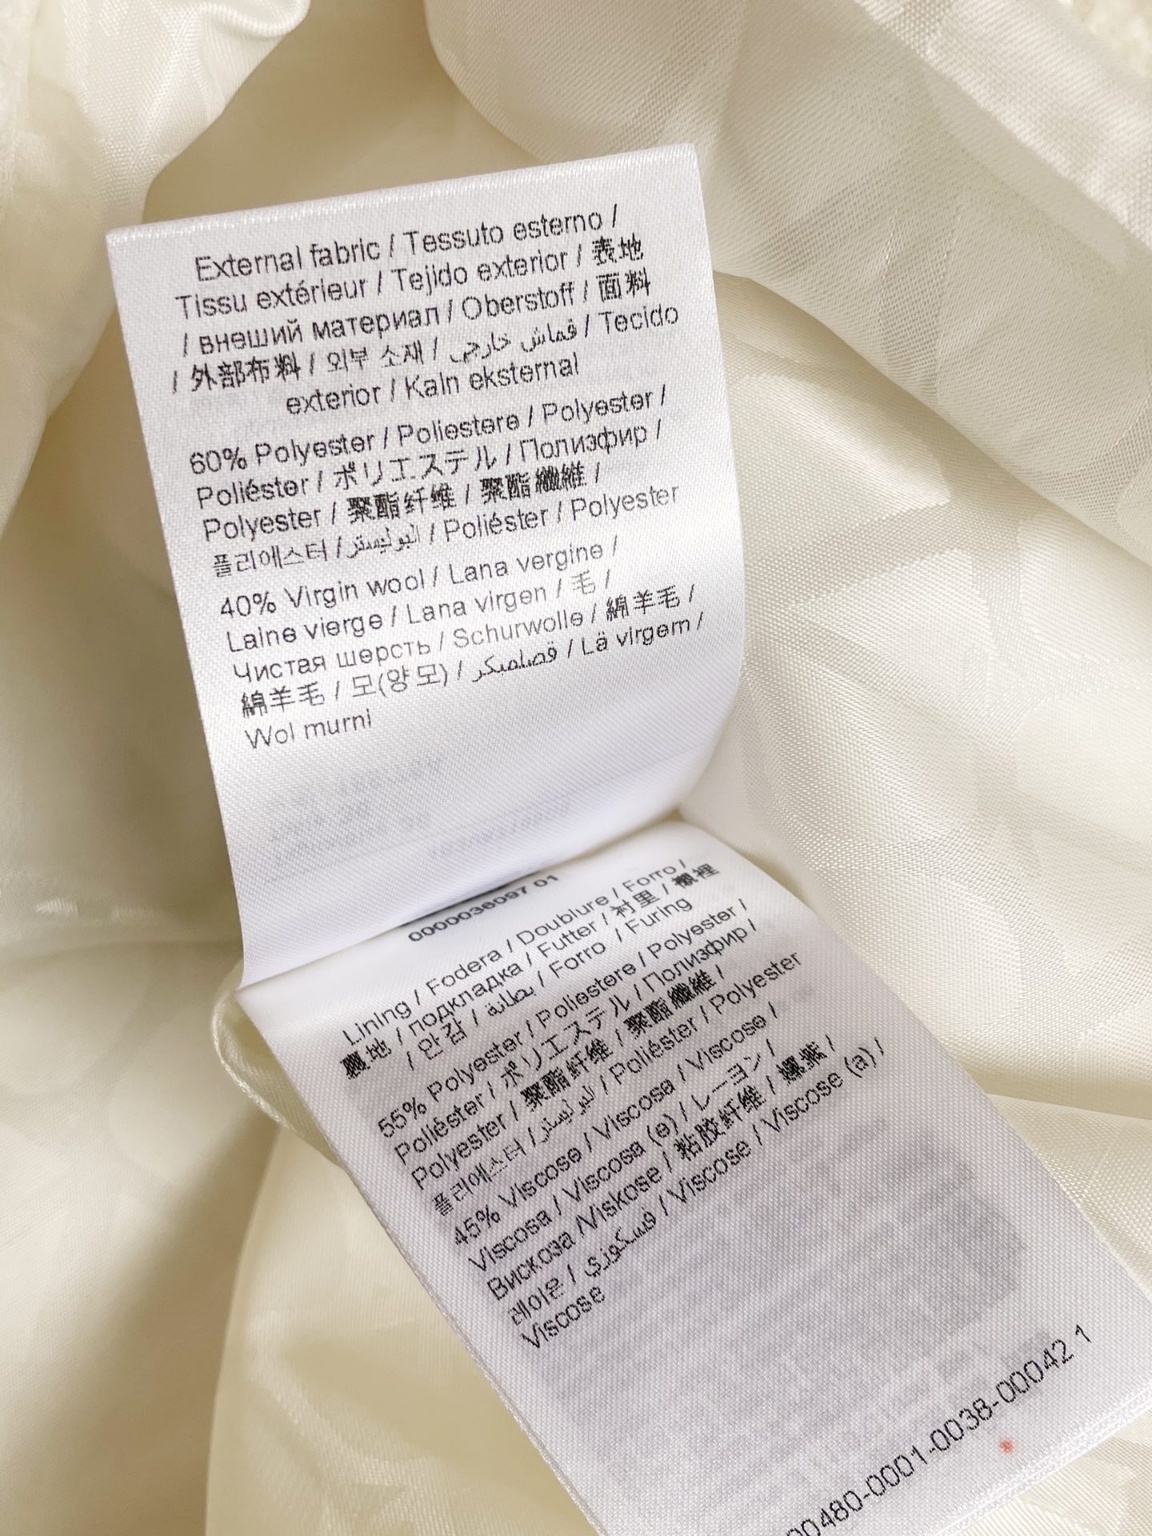 External fabric / Tessuto esterno /
Tissu extérieur / Tejido exterior / 表地
/ внешний материал / Oberstoff / 面料
/ 外部布料 / 외부 소재 / قماش خارجي / Tecido
exterior / Kain eksternal
60% Polyester / Poliestere / Polyester /
Poliéster / ポリエステル / Полиэфир /
Polyester / 聚酯纤维 / 聚酯纖維 /
폴리에스터 / البوليستر / Poliéster / Polyester
40% Virgin wool / Lana vergine /
Laine vierge / Lana virgen / 毛 /
Чистая шерсть / Schurwolle / 綿羊毛 /
綿羊毛 / 모(양모) / / Lã virgem /
Wol murni
0000036097 01
Lining / Fodera / Doublure / Forro /
裏地 / подкладка / Futter / 衬里 / 襯裡
/ 안감 / بطانة / Forro / Furing
55% Polyester / Poliestere / Polyester /
Poliéster / ポリエステル / Полиэфир /
Polyester / 聚酯纤维 / 聚酯纖維 /
폴리에스터 / البوليستر / Poliéster / Polyester
45% Viscose / Viscosa / Viscose /
Viscosa / Viscosa (e) / レーヨン /
Вискоза /Viskose / 粘胶纤维 / 嫘縈 /
레이온 / فسكوزي / Viscose / Viscose (a) /
Viscose
00480-0001-0038-00042 1